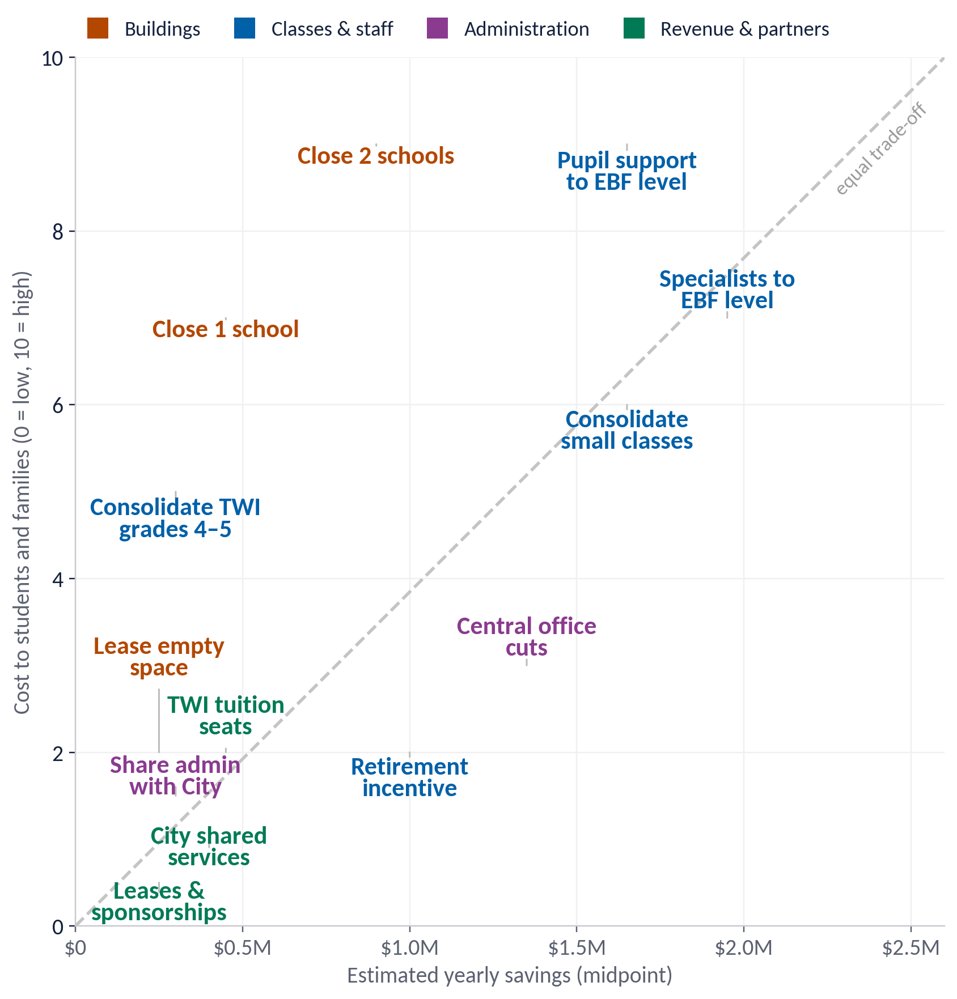 Buildings
Classes & staff
Administration
Revenue & partners
10
8
6
4
2
0
Cost to students and families (0 = low, 10 = high)
equal trade-off
Close 2 schools
Pupil support
to EBF level
Specialists to
EBF level
Close 1 school
Consolidate
small classes
Consolidate TWI
grades 4–5
Central office
cuts
Lease empty
space
TWI tuition
seats
Share admin
with City
Retirement
incentive
City shared
services
Leases &
sponsorships
$0
$0.5M
$1.0M
$1.5M
$2.0M
$2.5M
Estimated yearly savings (midpoint)